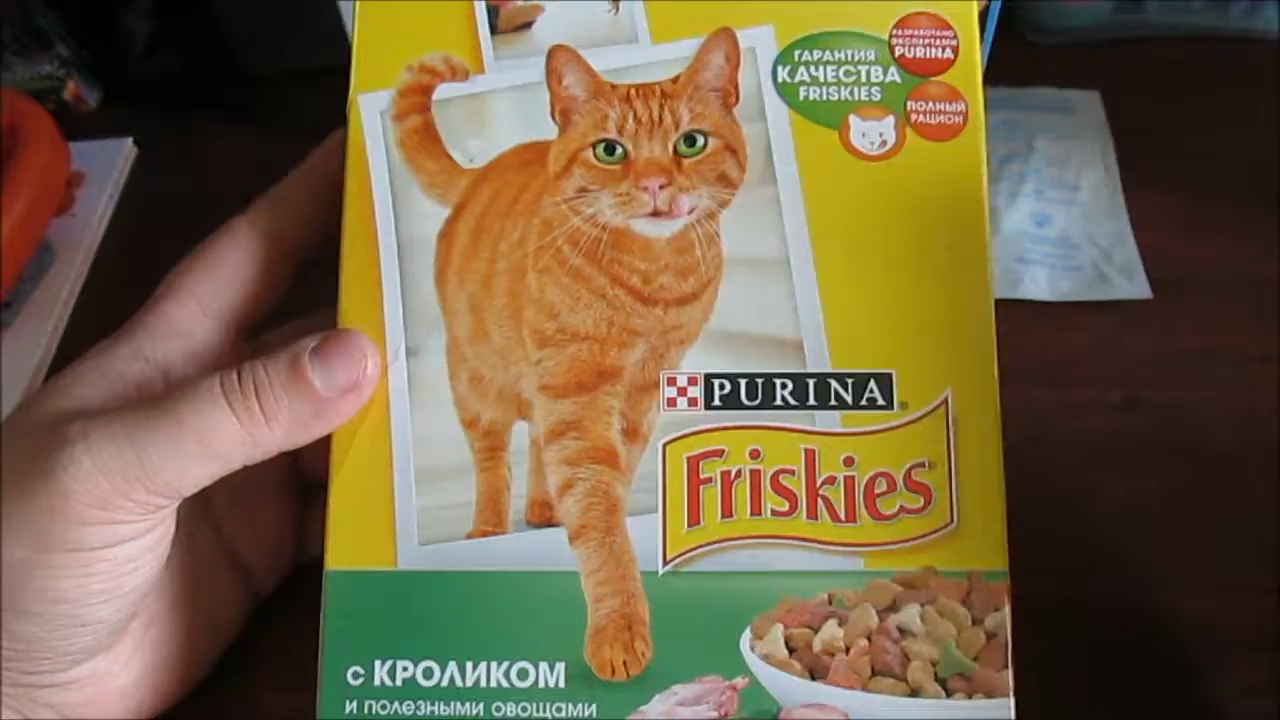 ГАРАНТИЯ
КАЧЕСТВА
FRISKIES
РАЗРАБОТАНО
ЭКСПЕРТАМИ
PURINA
ПОЛНЫЙ
РАЦИОН
PURINA
Friskies
с КРОЛИКОМ
и полезными овощами